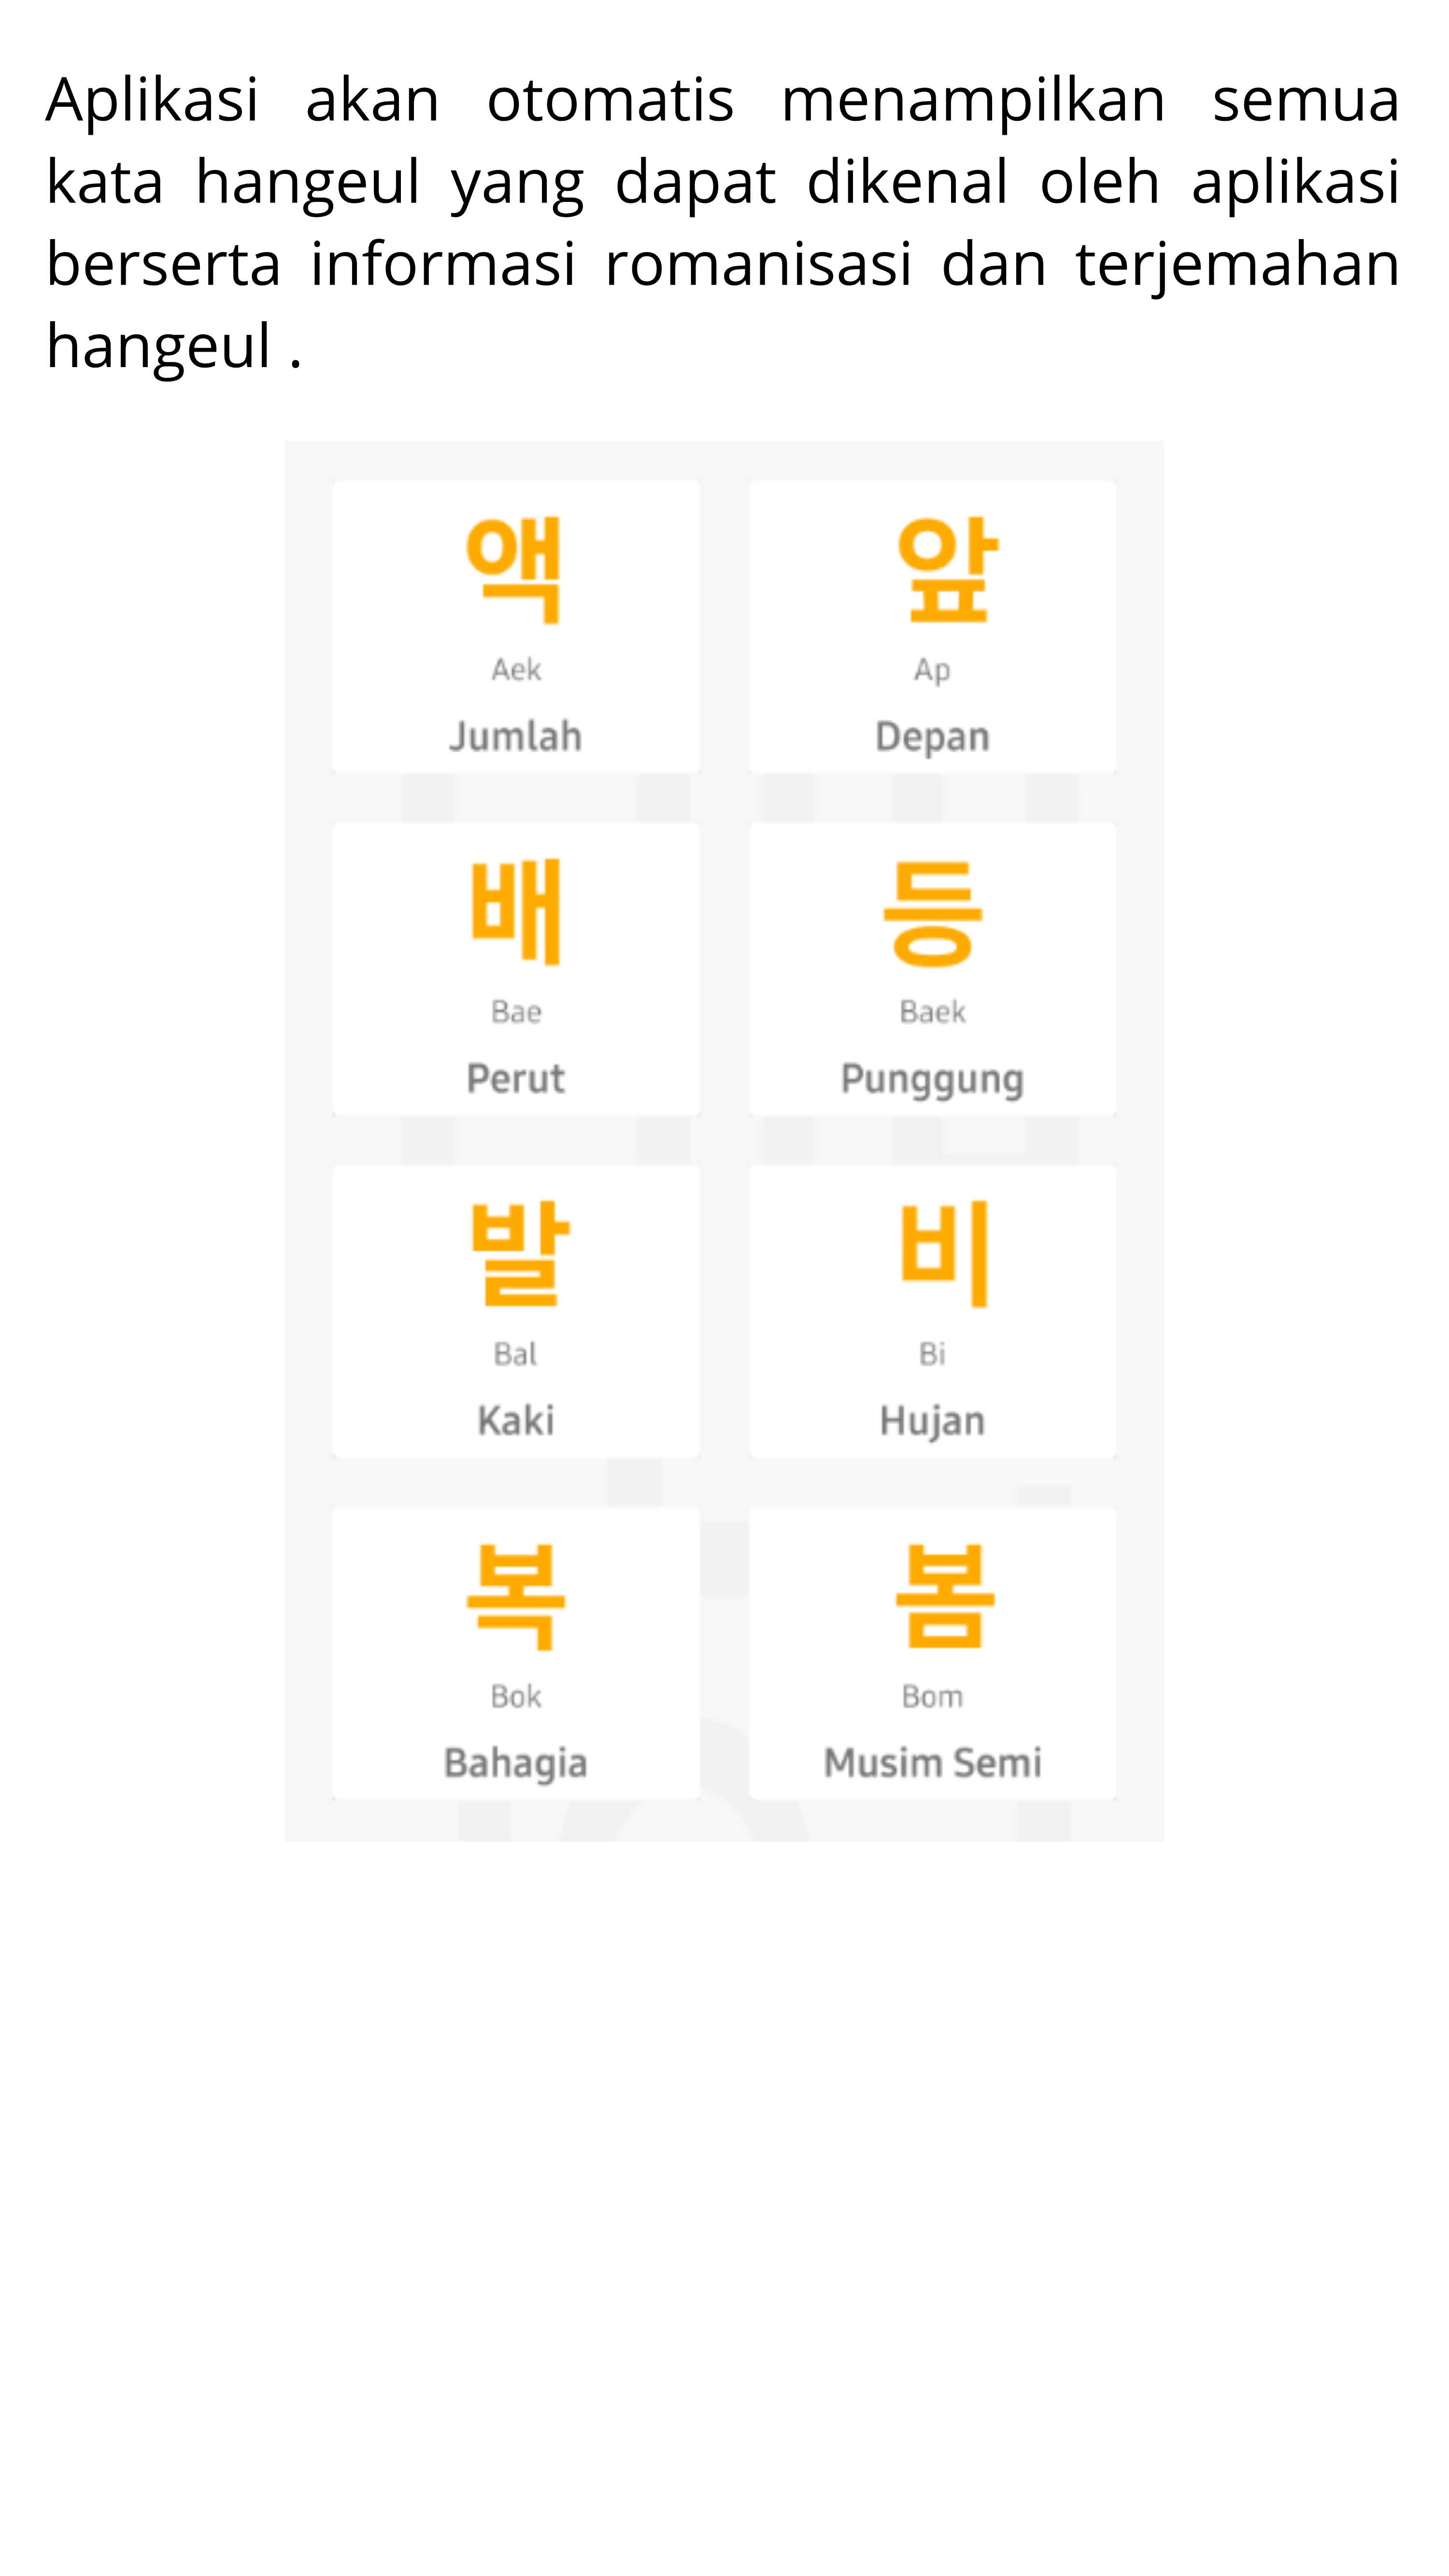 Aplikasi akan otomatis menampilkan semua
kata hangeul yang dapat dikenal oleh aplikasi
berserta informasi romanisasi dan terjemahan
hangeul .
액
Aek
Jumlah
앞
Ap
Depan
배
Bae
Perut
등
Baek
Punggung
발
Bal
Kaki
비
Bi
Hujan
복
Bok
Bahagia
봄
Bom
Musim Semi